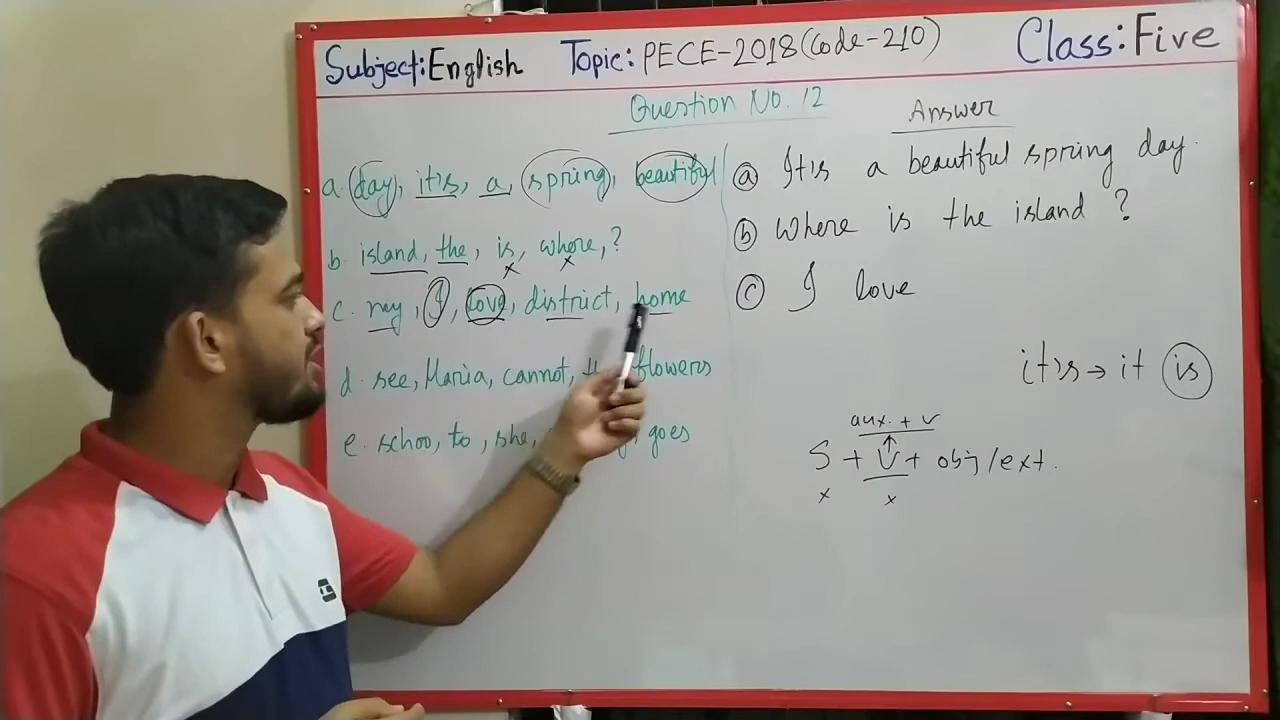 Subject: English Topic: PECE-2018 (Code-210) Class: Five
Question No. 12
a. day, it's, a, spring, beautiful
b. island, the, is, where, ?
c. my, I, love, district, home
d. see, Maria, cannot, flowers
e. schoo, to, she, goes
Answer
a It's a beautiful spring day.
b Where is the island ?
c I love
it's → it is
aux. + v
S + V + obj/ext.
x x